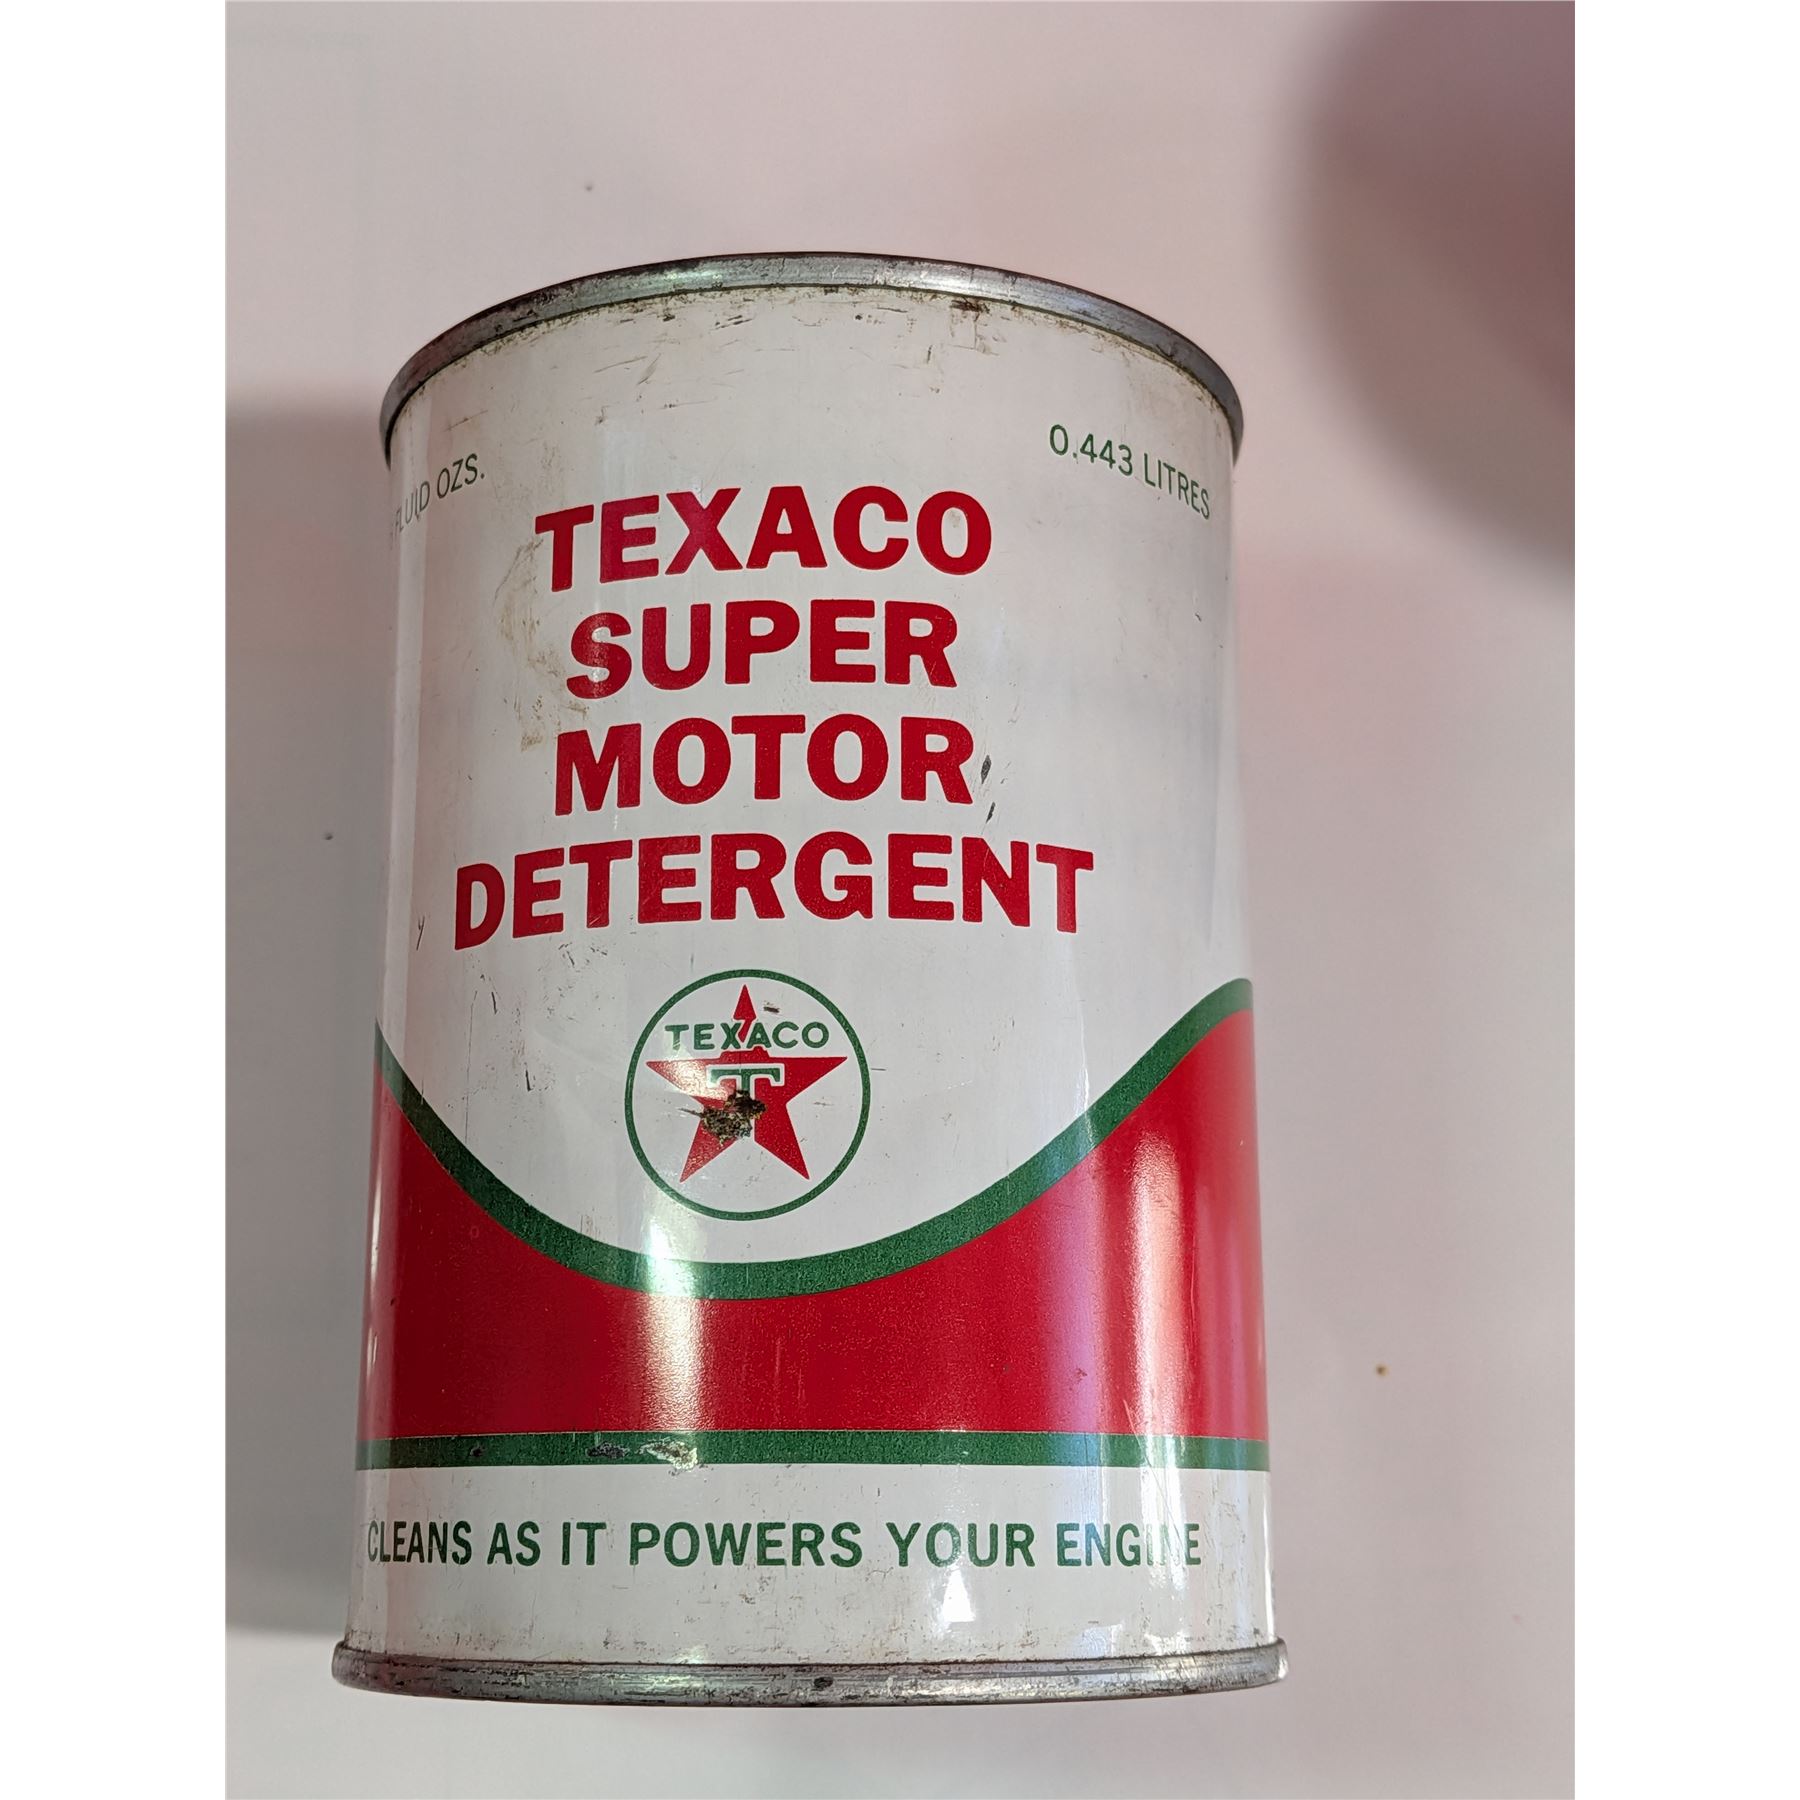 FLUID OZS.
0.443 LITRES
TEXACO
SUPER
MOTOR
DETERGENT
TEXACO
T
CLEANS AS IT POWERS YOUR ENGINE